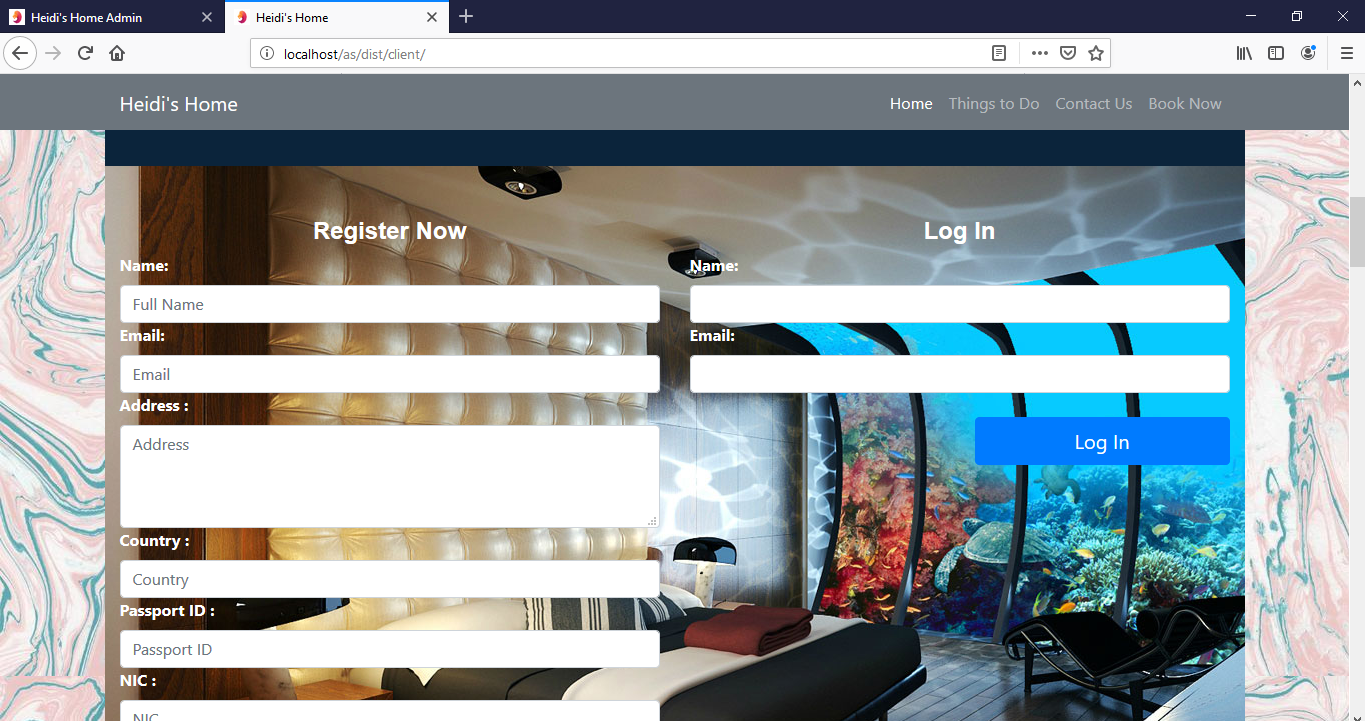 Heidi's Home Admin
Heidi's Home
localhost/as/dist/client/
Heidi's Home
Home Things to Do Contact Us Book Now
Register Now
Name:
Full Name
Email:
Email
Address :
Address
Country :
Country
Passport ID :
Passport ID
NIC :
NIC
Log In
Name:
Email:
Log In